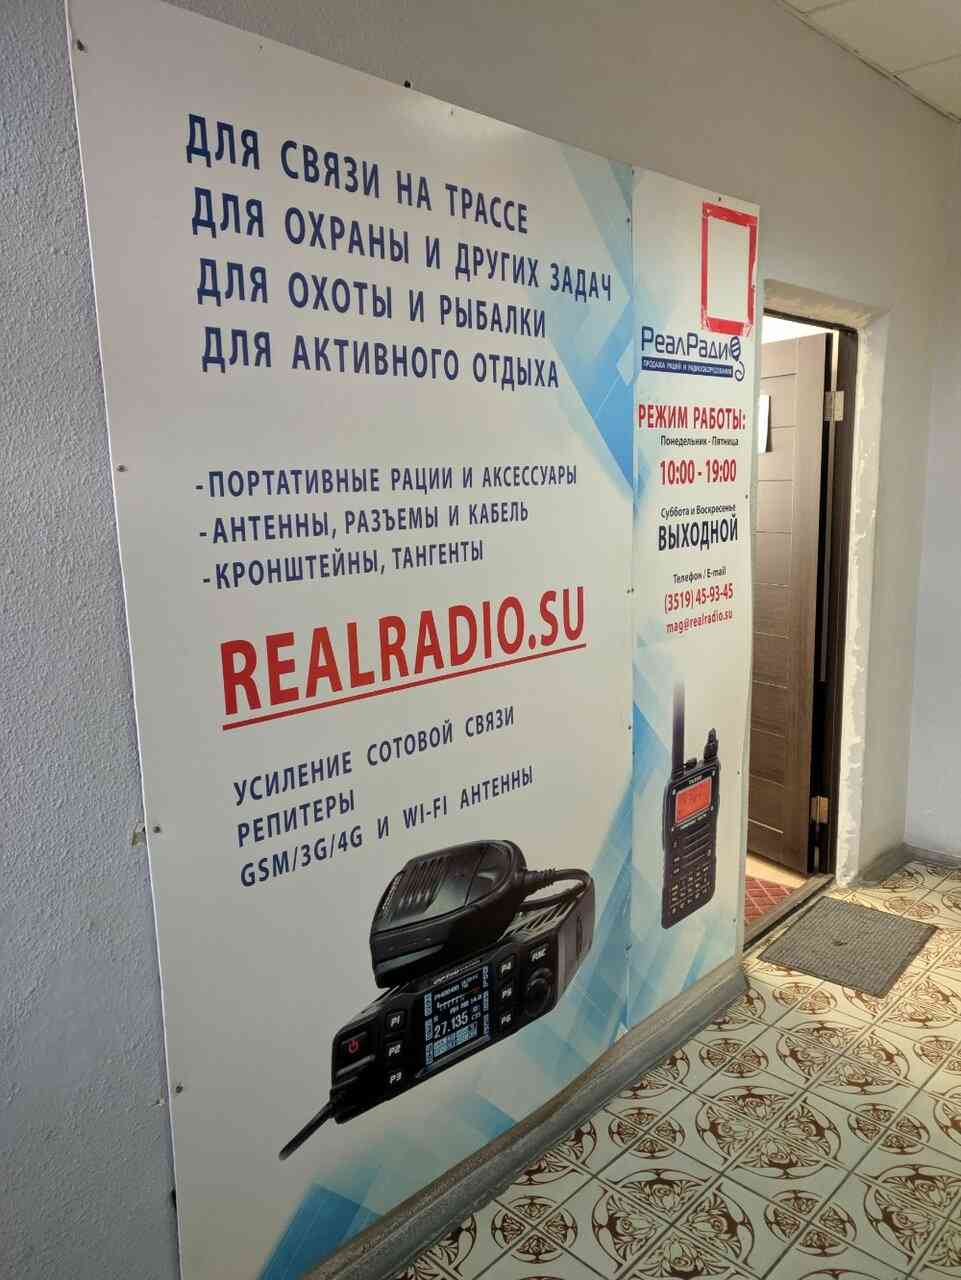 ДЛЯ СВЯЗИ НА ТРАССЕ
ДЛЯ ОХРАНЫ И ДРУГИХ ЗАДАЧ
ДЛЯ ОХОТЫ И РЫБАЛКИ
ДЛЯ АКТИВНОГО ОТДЫХА
-ПОРТАТИВНЫЕ РАЦИИ И АКСЕССУАРЫ
-АНТЕННЫ, РАЗЪЕМЫ И КАБЕЛЬ
-КРОНШТЕЙНЫ, ТАНГЕНТЫ
REALRADIO.SU
УСИЛЕНИЕ СОТОВОЙ СВЯЗИ
РЕПИТЕРЫ
GSM/3G/4G И WI-FI АНТЕННЫ
P1
P2
P3
27.135
P4
P5
P6
FUNC
РеалРадио
ПРОДАЖА РАЦИЙ И РАДИООБОРУДОВАНИЯ
РЕЖИМ РАБОТЫ:
Понедельник - Пятница
10:00 - 19:00
Суббота и Воскресенье
ВЫХОДНОЙ
Телефон / E-mail
(3519) 45-93-45
mag@realradio.su